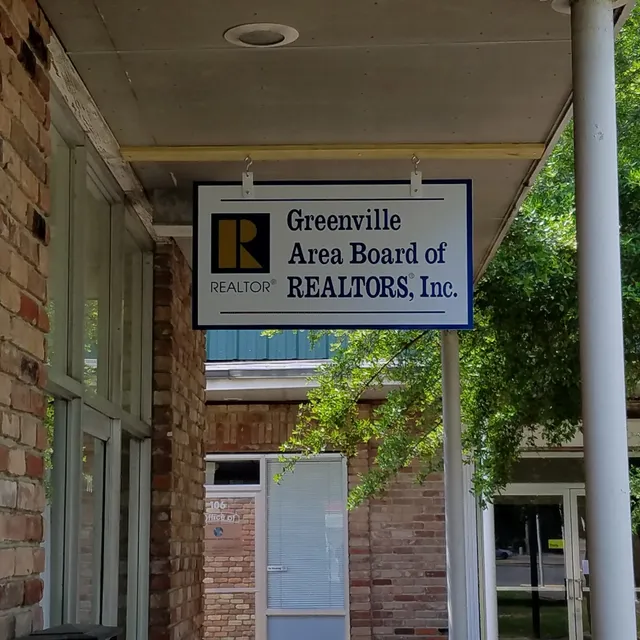 Greenville
Area Board of
REALTORS®, Inc.
R
REALTOR®
106